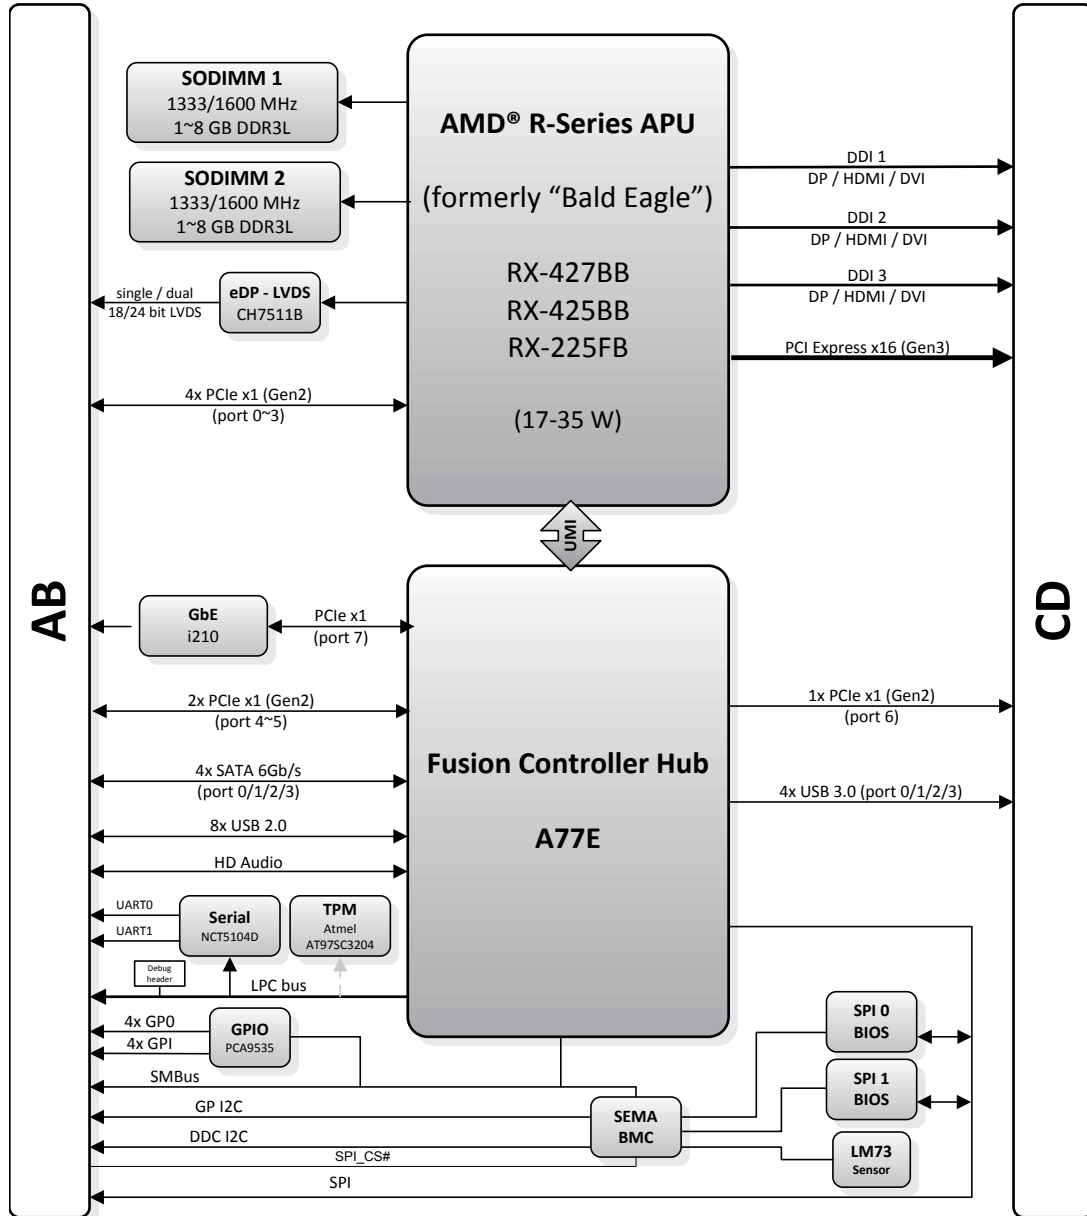 SODIMM 1
1333/1600 MHz
1~8 GB DDR3L
SODIMM 2
1333/1600 MHz
1~8 GB DDR3L
single / dual
18/24 bit LVDS
eDP - LVDS
CH7511B
4x PCIe x1 (Gen2)
(port 0~3)
AMD® R-Series APU
(formerly “Bald Eagle”)
RX-427BB
RX-425BB
RX-225FB
(17-35 W)
DDI 1
DP / HDMI / DVI
DDI 2
DP / HDMI / DVI
DDI 3
DP / HDMI / DVI
PCI Express x16 (Gen3)
UMI
AB
CD
GbE
i210
PCIe x1
(port 7)
2x PCIe x1 (Gen2)
(port 4~5)
4x SATA 6Gb/s
(port 0/1/2/3)
8x USB 2.0
HD Audio
Fusion Controller Hub
A77E
1x PCIe x1 (Gen2)
(port 6)
4x USB 3.0 (port 0/1/2/3)
UART0
UART1
Serial
NCT5104D
TPM
Atmel
AT97SC3204
Debug
header
LPC bus
4x GP0
4x GPI
GPIO
PCA9535
SMBus
GP I2C
DDC I2C
SPI_CS#
SPI
SEMA
BMC
SPI 0
BIOS
SPI 1
BIOS
LM73
Sensor